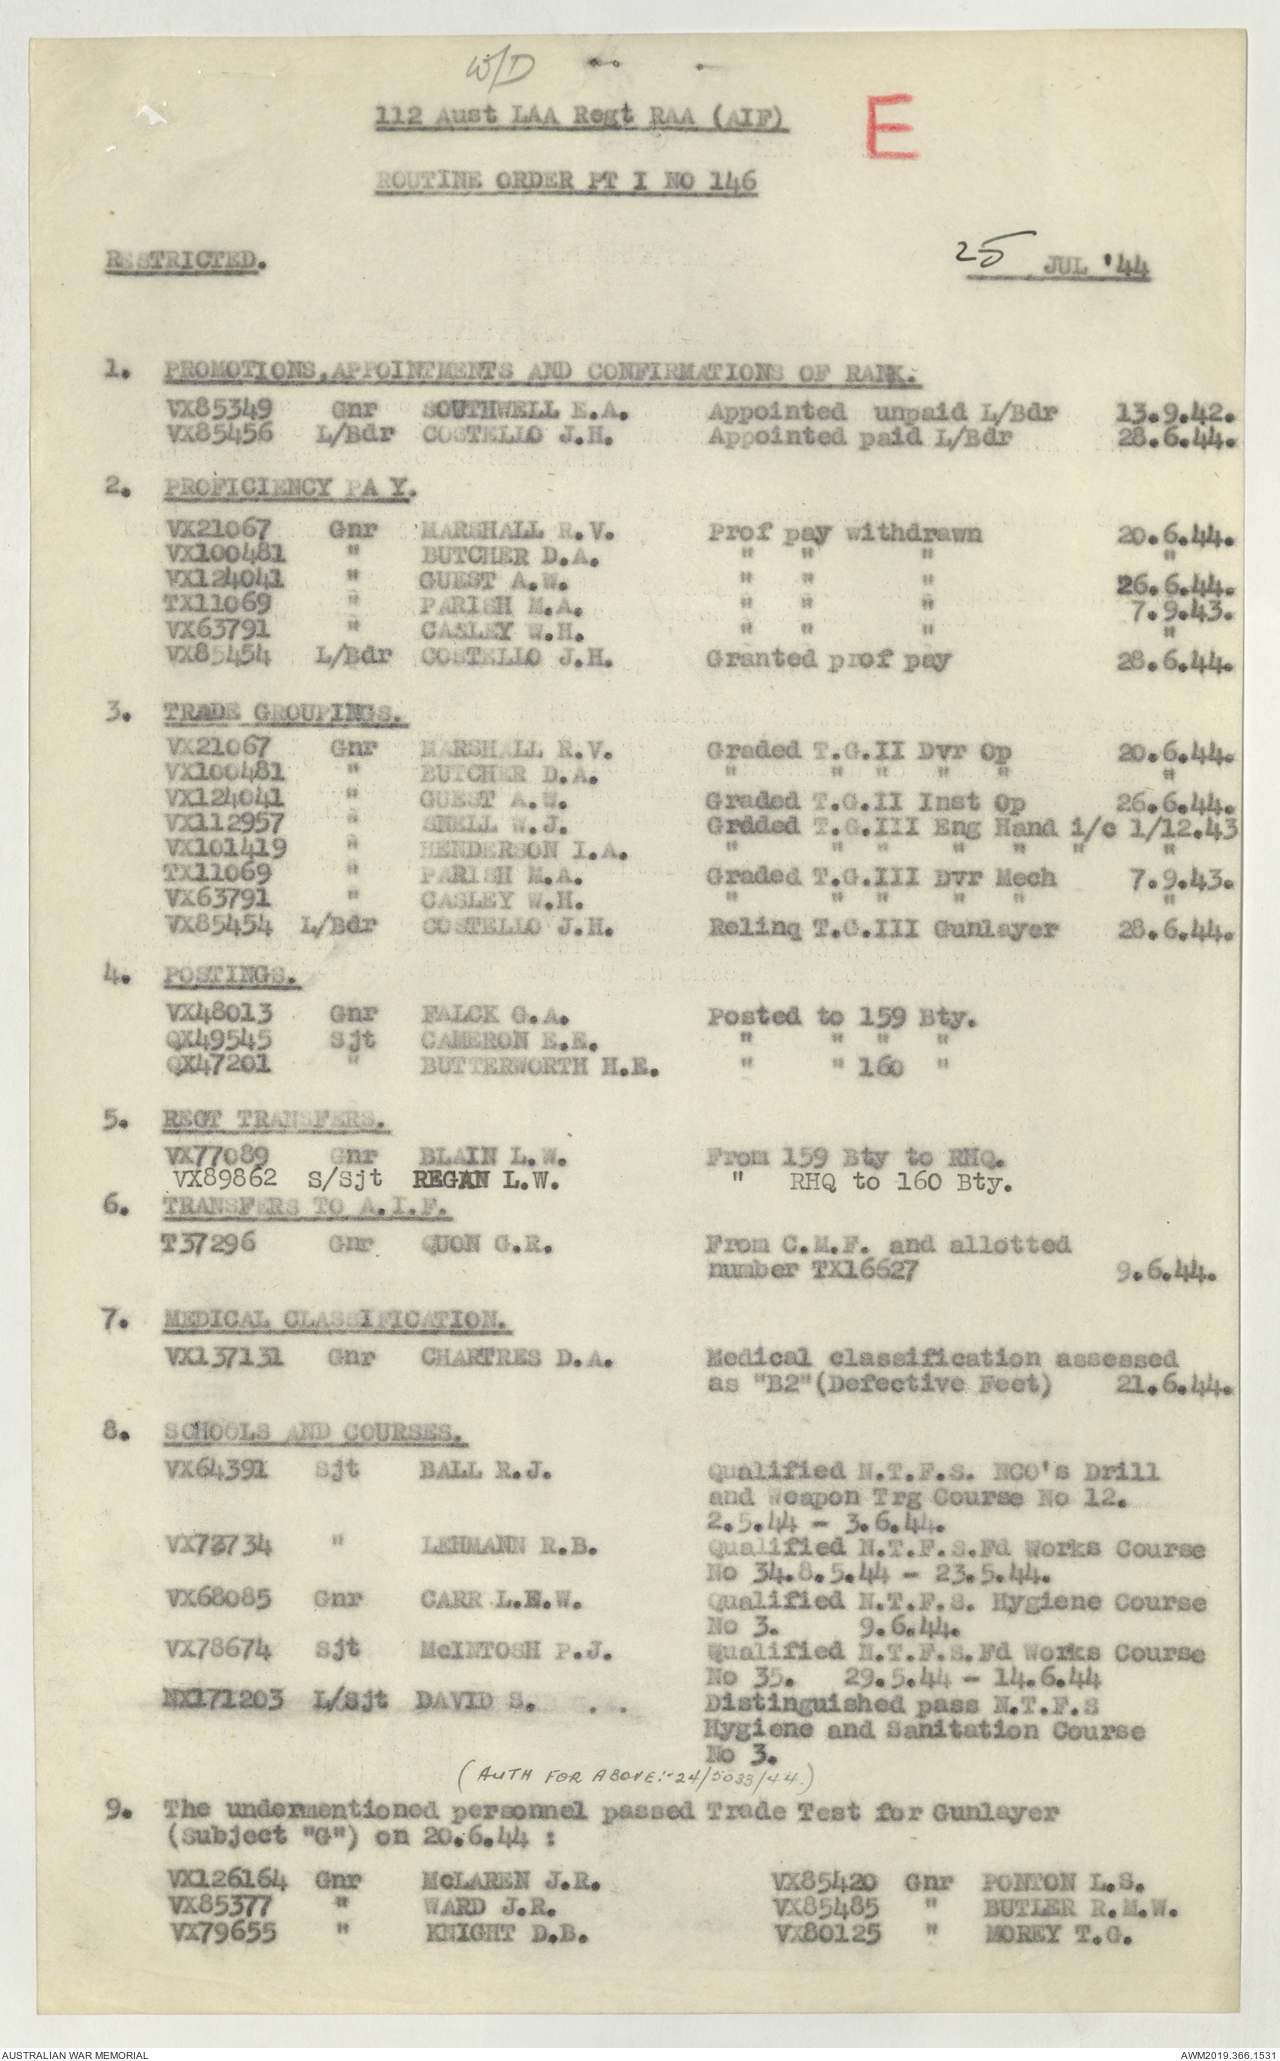 W/D
112 Aust LAA Regt RAA (AIF)
E
ROUTINE ORDER PT I NO 146
RESTRICTED.
25 JUL '44
1. PROMOTIONS,APPOINTMENTS AND CONFIRMATIONS OF RANK.
VX85349 Gnr SOUTHWELL E.A. Appointed unpaid L/Bdr 13.9.42.
VX85456 L/Bdr COSTELLO J.H. Appointed paid L/Bdr 28.6.44.
2. PROFICIENCY PA Y.
VX21067 Gnr MARSHALL R.V. Prof pay withdrawn 20.6.44.
VX100481 " BUTCHER D.A. " " " "
VX124041 " GUEST A.W. " " " 26.6.44.
TX11069 " PARISH M.A. " " " 7.9.43.
VX63791 " CASLEY W.H. " " " "
VX85454 L/Bdr COSTELLO J.H. Granted prof pay 28.6.44.
3. TRADE GROUPINGS.
VX21067 Gnr MARSHALL R.V. Graded T.G.II Dvr Op 20.6.44.
VX100481 " BUTCHER D.A. " " " " " "
VX124041 " GUEST A.W. Graded T.G.II Inst Op 26.6.44.
VX112957 " SNELL W.J. Grdded T.G.III Eng Hand i/c 1/12.43
VX101419 " HENDERSON I.A. " " " " " " "
TX11069 " PARISH M.A. Graded T.G.III Dvr Mech 7.9.43.
VX63791 " CASLEY W.H. " " " " " "
VX85454 L/Bdr COSTELLO J.H. Relinq T.G.III Gunlayer 28.6.44.
4. POSTINGS.
VX48013 Gnr FALCK G.A. Posted to 159 Bty.
QX49545 Sjt CAMERON E.E. " " " "
QX47201 " BUTTERWORTH H.E. " " 160 "
5. REGT TRANSFERS.
VX77089 Gnr BLAIN L.W. From 159 Bty to RHQ.
VX89862 S/Sjt REGAN L.W. " RHQ to 160 Bty.
6. TRANSFERS TO A.I.F.
T37296 Gnr QUON G.R. From C.M.F. and allotted
number TX16627 9.6.44.
7. MEDICAL CLASSIFICATION.
VX137131 Gnr CHARTRES D.A. Medical classification assessed
as "B2"(Defective Feet) 21.6.44.
8. SCHOOLS AND COURSES.
VX64391 Sjt BALL R.J. Qualified N.T.F.S. NCO's Drill
and Weapon Trg Course No 12.
2.5.44 - 3.6.44.
VX73734 " LEHMANN R.B. Qualified N.T.F.S.Fd Works Course
No 34.8.5.44 - 23.5.44.
VX68085 Gnr CARR L.E.W. Qualified N.T.F.S. Hygiene Course
No 3. 9.6.44.
VX78674 Sjt McINTOSH P.J. Qualified N.T.F.S.Fd Works Course
No 35. 29.5.44 - 14.6.44
NX171203 L/Sjt DAVID S. . . Distinguished pass N.T.F.S
Hygiene and Sanitation Course
No 3.
(AUTH FOR ABOVE:- 24/5033/44.)
9. The undermentioned personnel passed Trade Test for Gunlayer
(Subject "G") on 20.6.44 :
VX126164 Gnr McLAREN J.R. VX85420 Gnr PONTON L.S.
VX85377 " WARD J.R. VX85485 " BUTLER R.M.W.
VX79655 " KNIGHT D.B. VX80125 " MOREY T.G.
AUSTRALIAN WAR MEMORIAL AWM2019.366.1531